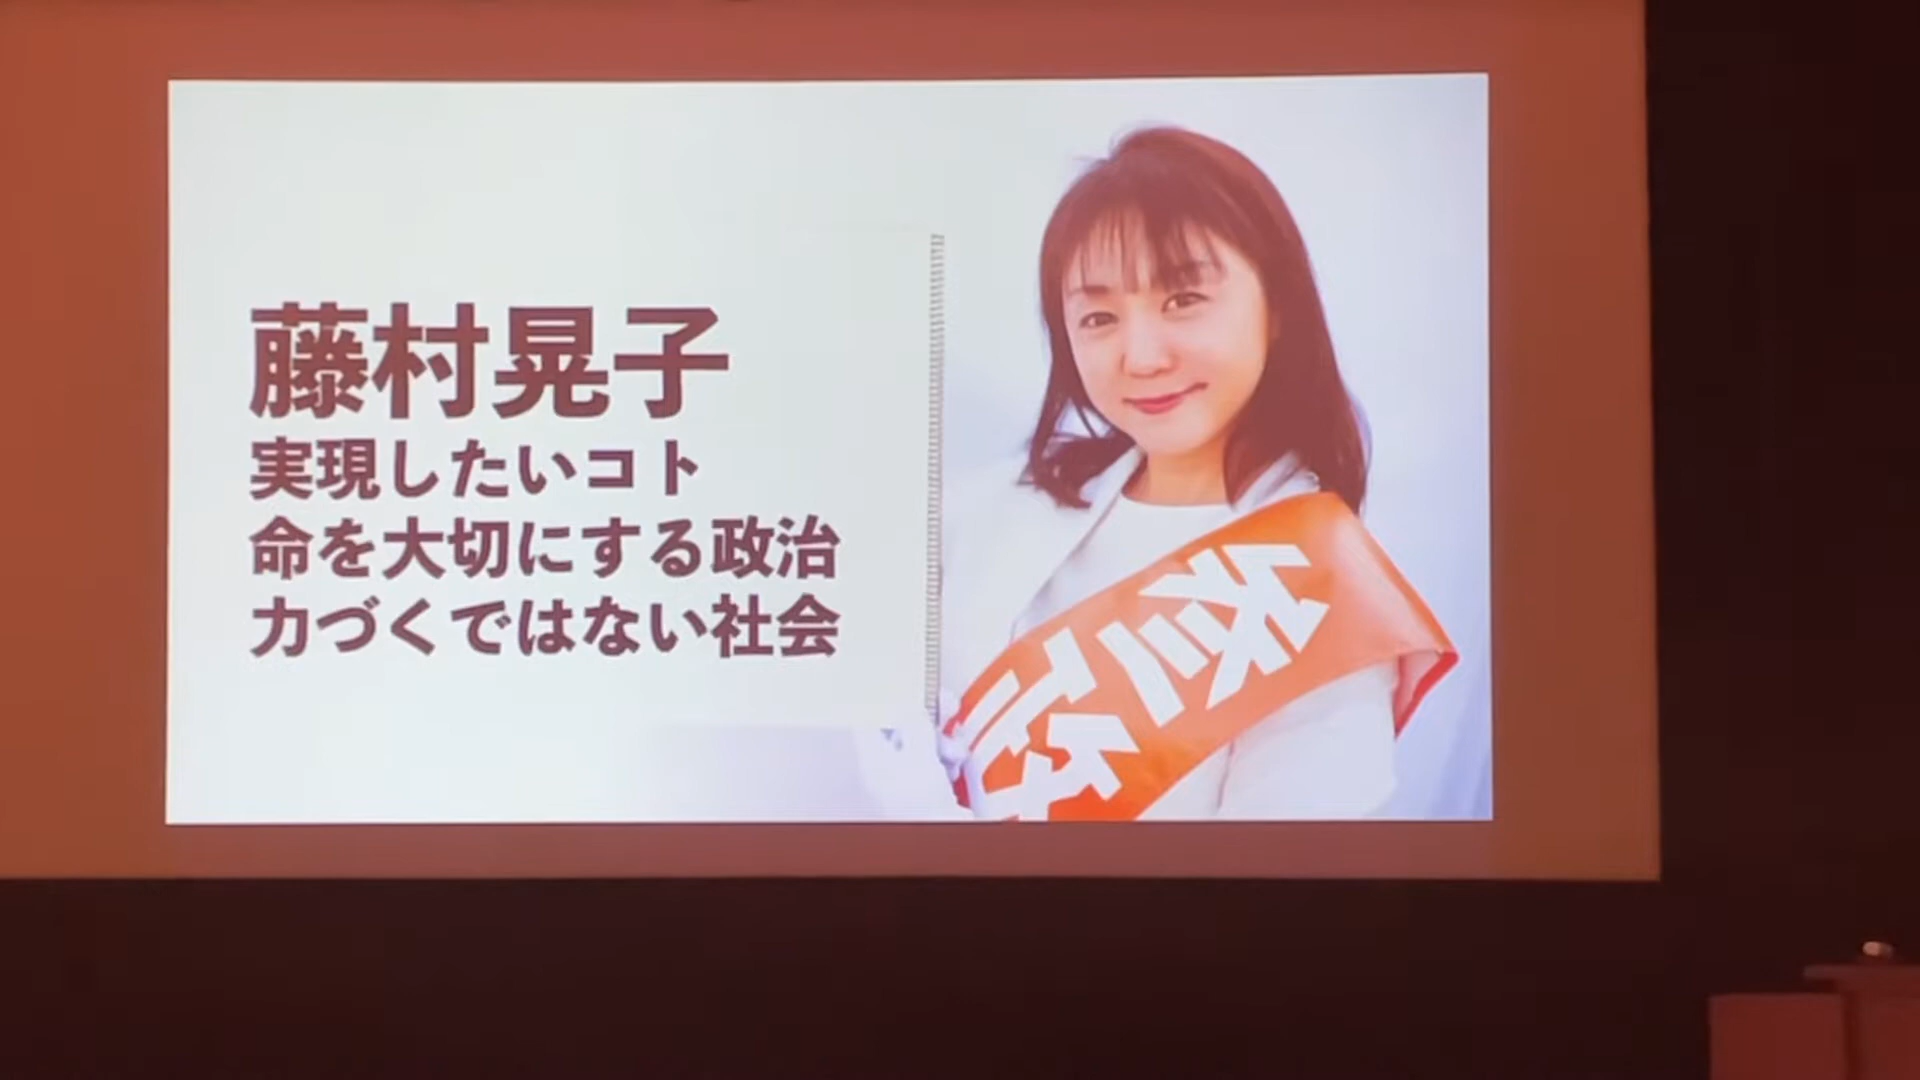 藤村晃子
実現したいコト
命を大切にする政治
力づくではない社会